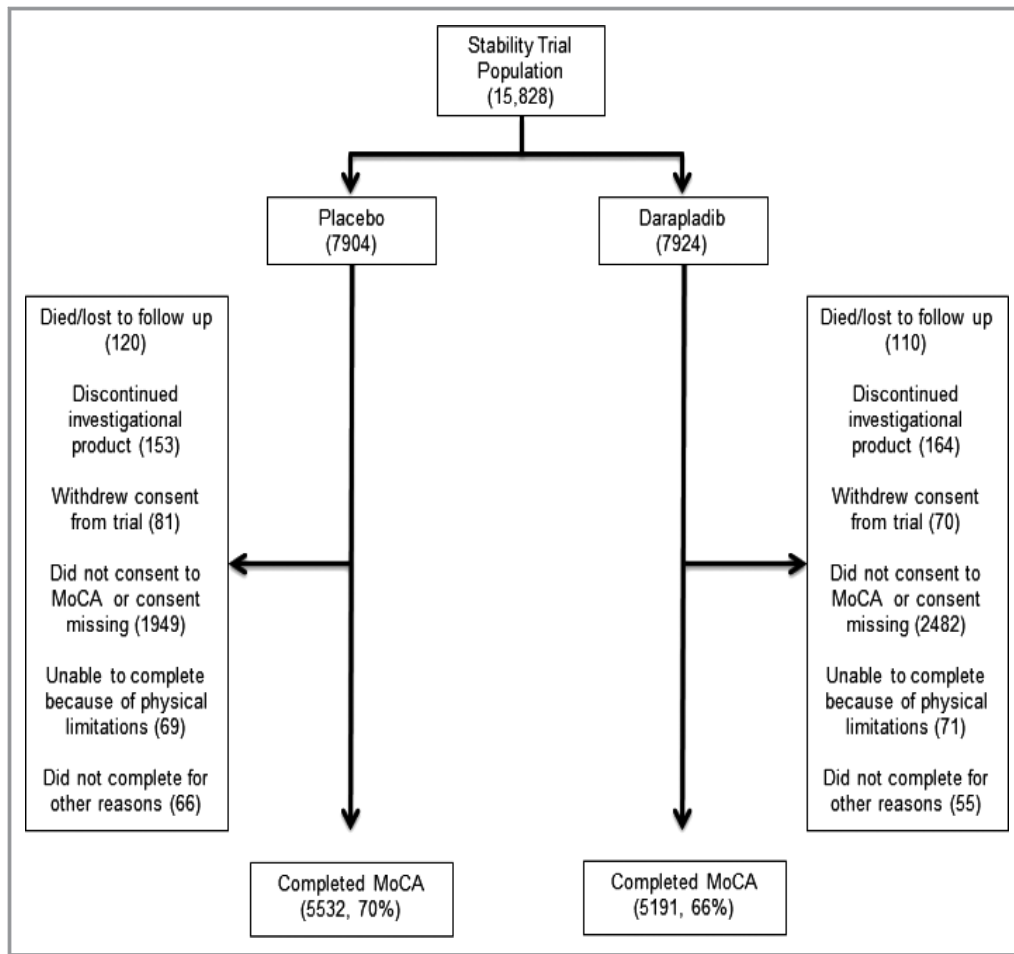 Stability Trial
Population
(15,828)
Placebo
(7904)
Darapladib
(7924)
Died/lost to follow up
(120)
Discontinued
investigational
product (153)
Withdrew consent
from trial (81)
Did not consent to
MoCA or consent
missing (1949)
Unable to complete
because of physical
limitations (69)
Did not complete for
other reasons (66)
Died/lost to follow up
(110)
Discontinued
investigational
product (164)
Withdrew consent
from trial (70)
Did not consent to
MoCA or consent
missing (2482)
Unable to complete
because of physical
limitations (71)
Did not complete for
other reasons (55)
Completed MoCA
(5532, 70%)
Completed MoCA
(5191, 66%)